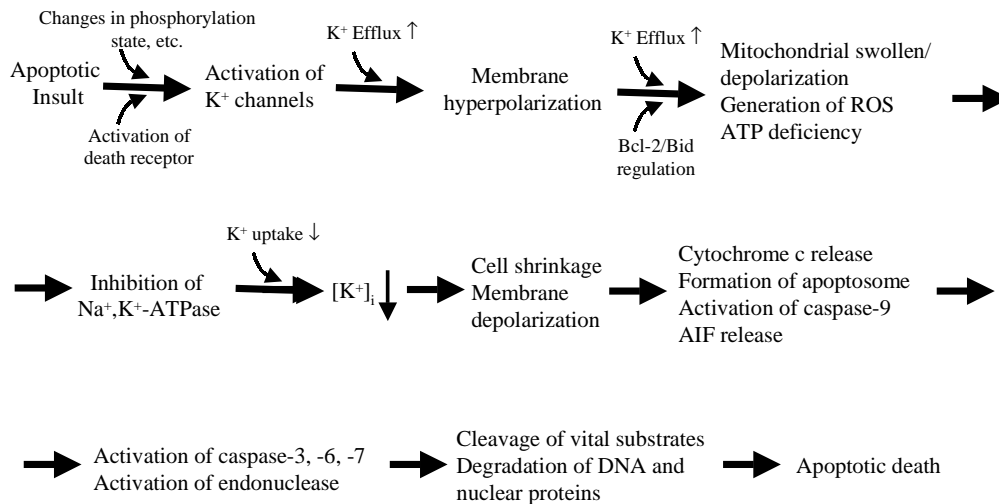 Changes in phosphorylation
state, etc.
Apoptotic
Insult
Activation of
death receptor
Activation of
K⁺ channels
K⁺ Efflux ↑
Membrane
hyperpolarization
K⁺ Efflux ↑
Bcl-2/Bid
regulation
Mitochondrial swollen/
depolarization
Generation of ROS
ATP deficiency
Inhibition of
Na⁺,K⁺-ATPase
K⁺ uptake ↓
[K⁺]ᵢ
Cell shrinkage
Membrane
depolarization
Cytochrome c release
Formation of apoptosome
Activation of caspase-9
AIF release
Activation of caspase-3, -6, -7
Activation of endonuclease
Cleavage of vital substrates
Degradation of DNA and
nuclear proteins
Apoptotic death